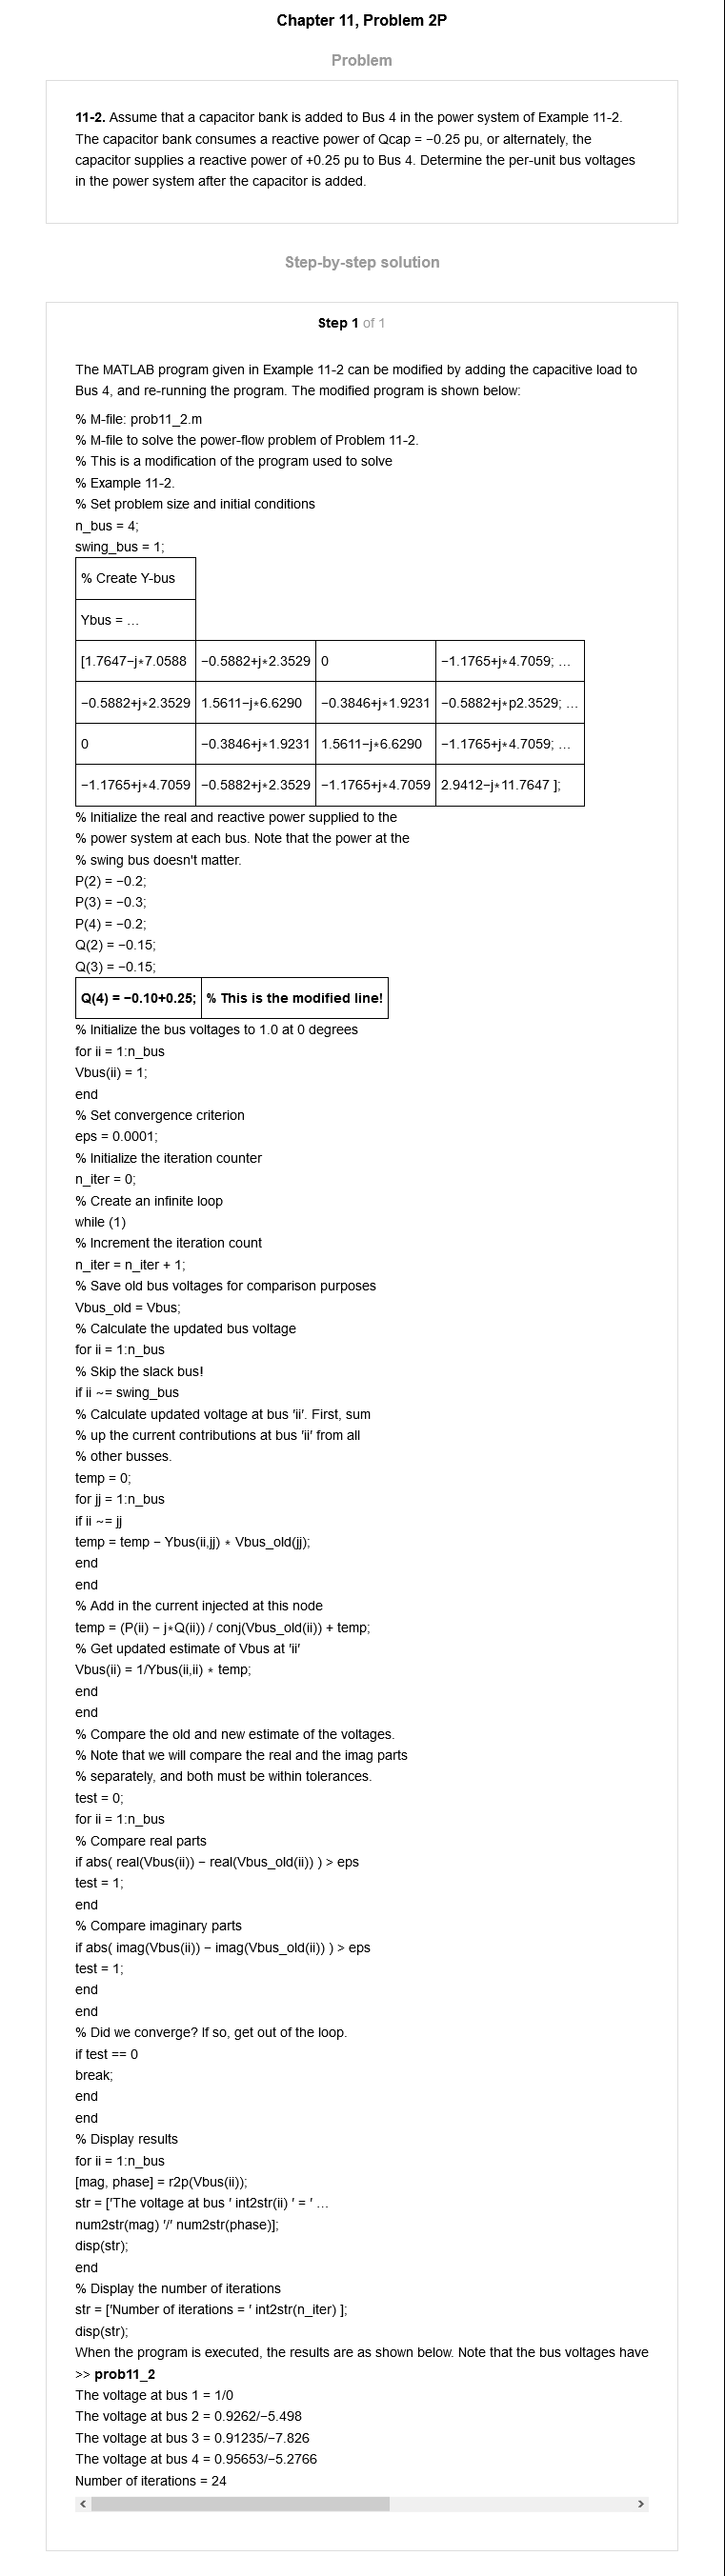 Chapter 11, Problem 2P
Problem
11-2. Assume that a capacitor bank is added to Bus 4 in the power system of Example 11-2.
The capacitor bank consumes a reactive power of Qcap = −0.25 pu, or alternately, the
capacitor supplies a reactive power of +0.25 pu to Bus 4. Determine the per-unit bus voltages
in the power system after the capacitor is added.
Step-by-step solution
Step 1 of 1
The MATLAB program given in Example 11-2 can be modified by adding the capacitive load to
Bus 4, and re-running the program. The modified program is shown below:
% M-file: prob11_2.m
% M-file to solve the power-flow problem of Problem 11-2.
% This is a modification of the program used to solve
% Example 11-2.
% Set problem size and initial conditions
n_bus = 4;
swing_bus = 1;
% Create Y-bus
Ybus = …
[1.7647−j∗7.0588 −0.5882+j∗2.3529 0 −1.1765+j∗4.7059; …
−0.5882+j∗2.3529 1.5611−j∗6.6290 −0.3846+j∗1.9231 −0.5882+j∗p2.3529; …
0 −0.3846+j∗1.9231 1.5611−j∗6.6290 −1.1765+j∗4.7059; …
−1.1765+j∗4.7059 −0.5882+j∗2.3529 −1.1765+j∗4.7059 2.9412−j∗11.7647 ];
% Initialize the real and reactive power supplied to the
% power system at each bus. Note that the power at the
% swing bus doesn't matter.
P(2) = −0.2;
P(3) = −0.3;
P(4) = −0.2;
Q(2) = −0.15;
Q(3) = −0.15;
Q(4) = −0.10+0.25; % This is the modified line!
% Initialize the bus voltages to 1.0 at 0 degrees
for ii = 1:n_bus
Vbus(ii) = 1;
end
% Set convergence criterion
eps = 0.0001;
% Initialize the iteration counter
n_iter = 0;
% Create an infinite loop
while (1)
% Increment the iteration count
n_iter = n_iter + 1;
% Save old bus voltages for comparison purposes
Vbus_old = Vbus;
% Calculate the updated bus voltage
for ii = 1:n_bus
% Skip the slack bus!
if ii ~= swing_bus
% Calculate updated voltage at bus ′ii′. First, sum
% up the current contributions at bus ′ii′ from all
% other busses.
temp = 0;
for jj = 1:n_bus
if ii ~= jj
temp = temp − Ybus(ii,jj) ∗ Vbus_old(jj);
end
end
% Add in the current injected at this node
temp = (P(ii) − j∗Q(ii)) / conj(Vbus_old(ii)) + temp;
% Get updated estimate of Vbus at ′ii′
Vbus(ii) = 1/Ybus(ii,ii) ∗ temp;
end
end
% Compare the old and new estimate of the voltages.
% Note that we will compare the real and the imag parts
% separately, and both must be within tolerances.
test = 0;
for ii = 1:n_bus
% Compare real parts
if abs( real(Vbus(ii)) − real(Vbus_old(ii)) ) > eps
test = 1;
end
% Compare imaginary parts
if abs( imag(Vbus(ii)) − imag(Vbus_old(ii)) ) > eps
test = 1;
end
end
% Did we converge? If so, get out of the loop.
if test == 0
break;
end
end
% Display results
for ii = 1:n_bus
[mag, phase] = r2p(Vbus(ii));
str = [′The voltage at bus ′ int2str(ii) ′ = ′ …
num2str(mag) ′/′ num2str(phase)];
disp(str);
end
% Display the number of iterations
str = [′Number of iterations = ′ int2str(n_iter) ];
disp(str);
When the program is executed, the results are as shown below. Note that the bus voltages have
>> prob11_2
The voltage at bus 1 = 1/0
The voltage at bus 2 = 0.9262/−5.498
The voltage at bus 3 = 0.91235/−7.826
The voltage at bus 4 = 0.95653/−5.2766
Number of iterations = 24